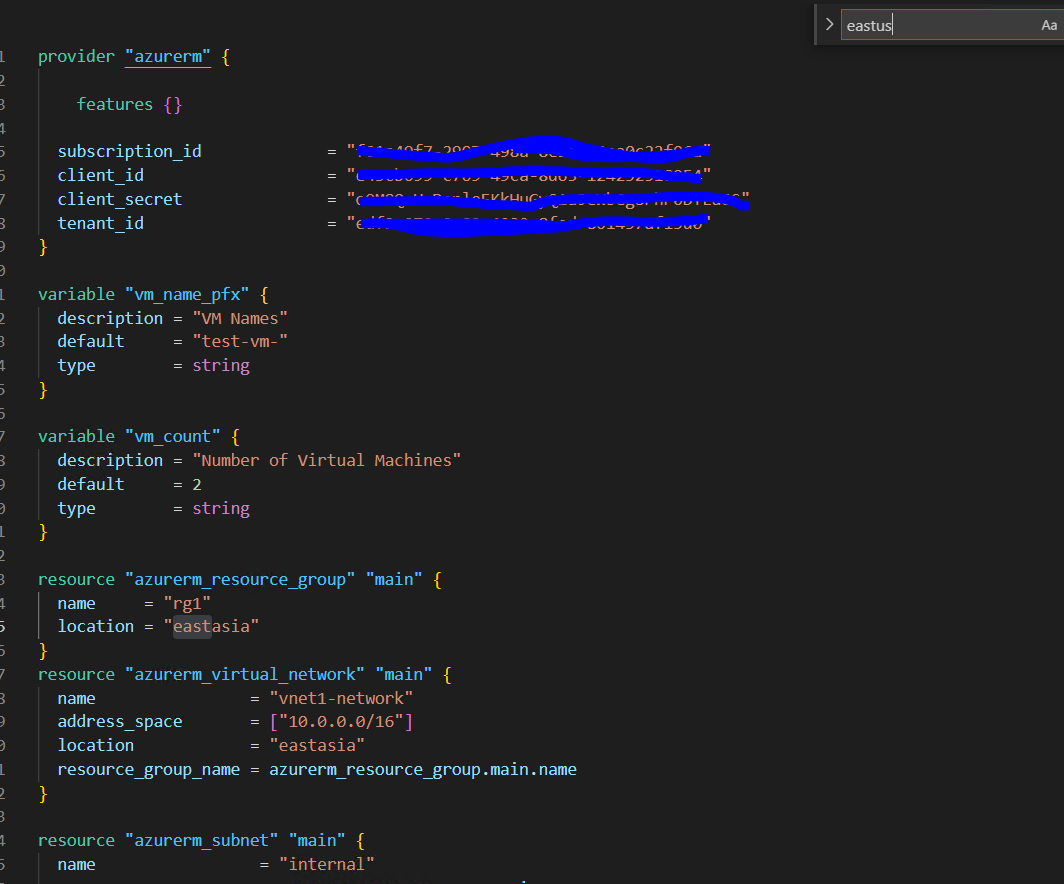 eastus Aa
provider "azurerm" {
features {}
subscription_id = "
client_id = "
client_secret = "
tenant_id = "
}
variable "vm_name_pfx" {
description = "VM Names"
default = "test-vm-"
type = string
}
variable "vm_count" {
description = "Number of Virtual Machines"
default = 2
type = string
}
resource "azurerm_resource_group" "main" {
name = "rg1"
location = "eastasia"
}
resource "azurerm_virtual_network" "main" {
name = "vnet1-network"
address_space = ["10.0.0.0/16"]
location = "eastasia"
resource_group_name = azurerm_resource_group.main.name
}
resource "azurerm_subnet" "main" {
name = "internal"